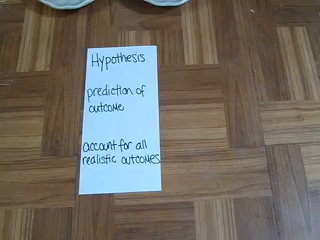 Hypothesis
prediction of
outcome
account for all
realistic outcomes